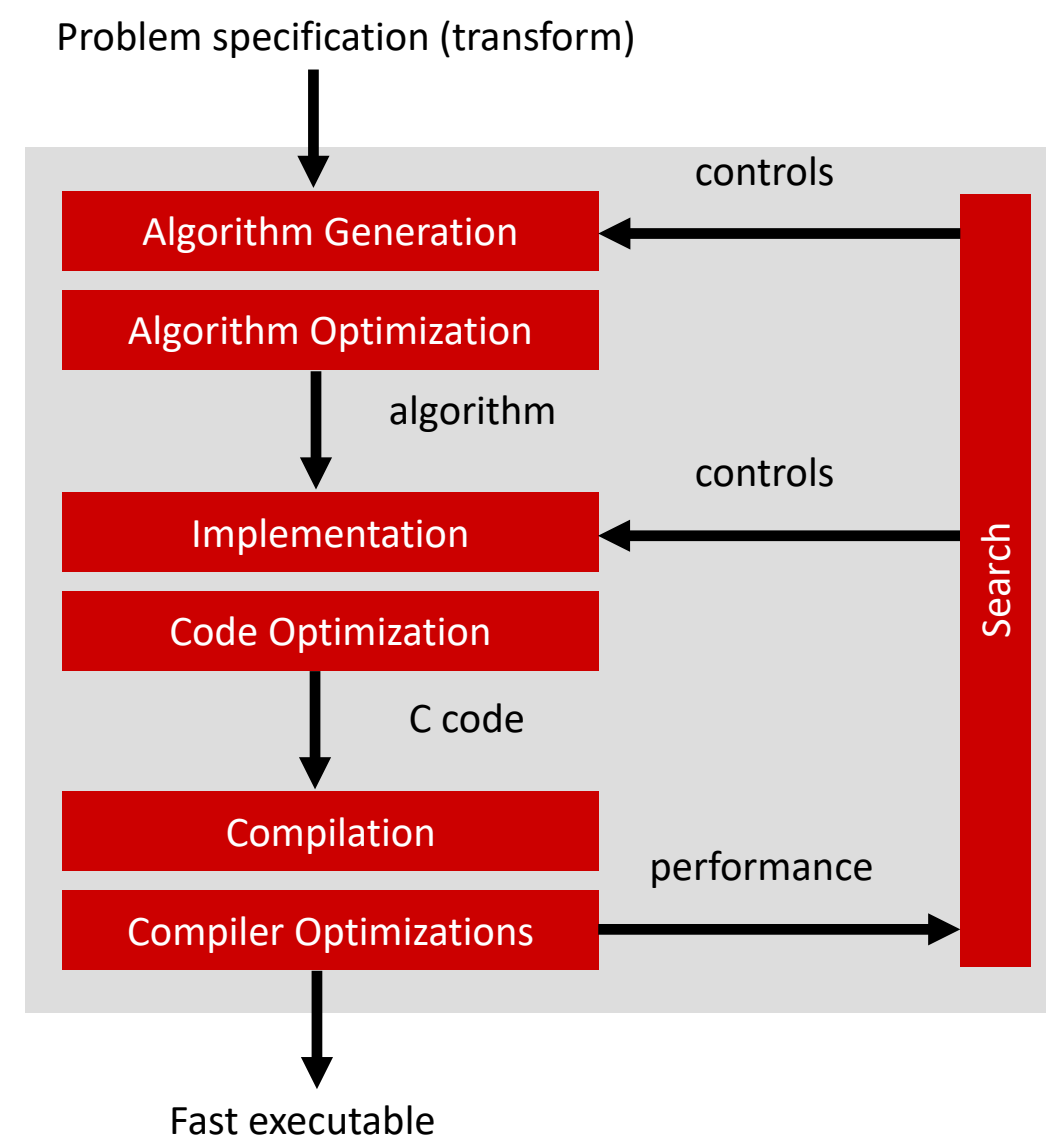 Problem specification (transform)
controls
Algorithm Generation
Algorithm Optimization
algorithm
controls
Implementation
Search
Code Optimization
C code
Compilation
performance
Compiler Optimizations
Fast executable